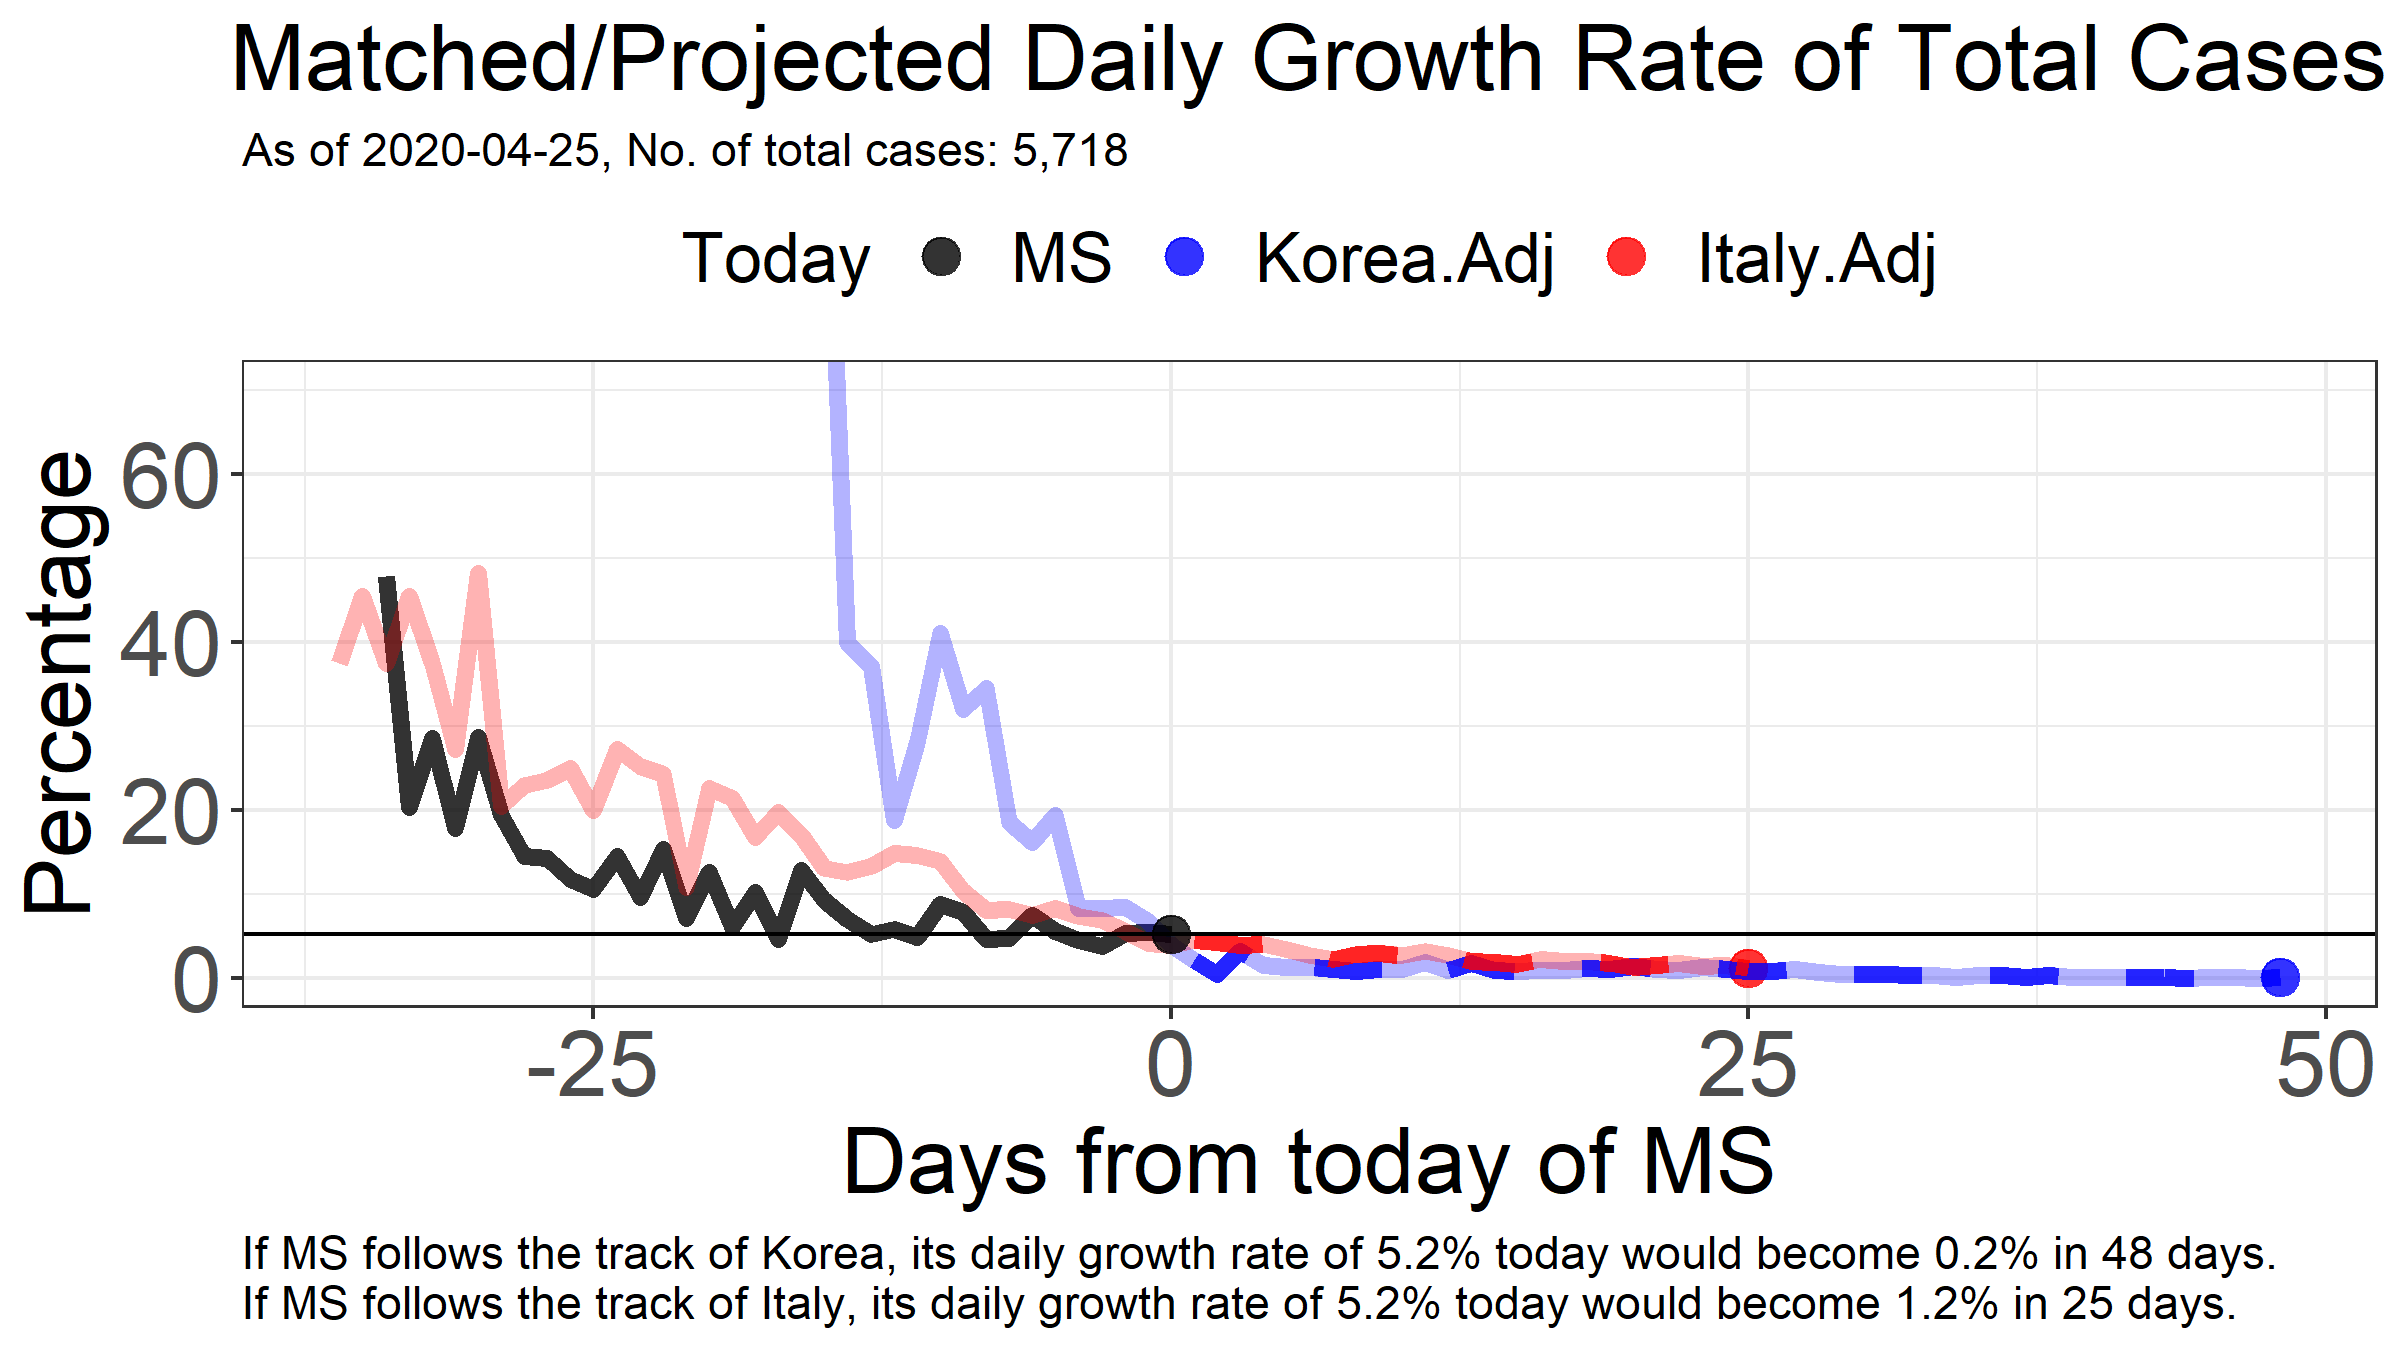 Matched/Projected Daily Growth Rate of Total Cases
As of 2020-04-25, No. of total cases: 5,718
Today MS Korea.Adj Italy.Adj
Percentage
60
40
20
0
-25 0 25 50
Days from today of MS
If MS follows the track of Korea, its daily growth rate of 5.2% today would become 0.2% in 48 days.
If MS follows the track of Italy, its daily growth rate of 5.2% today would become 1.2% in 25 days.